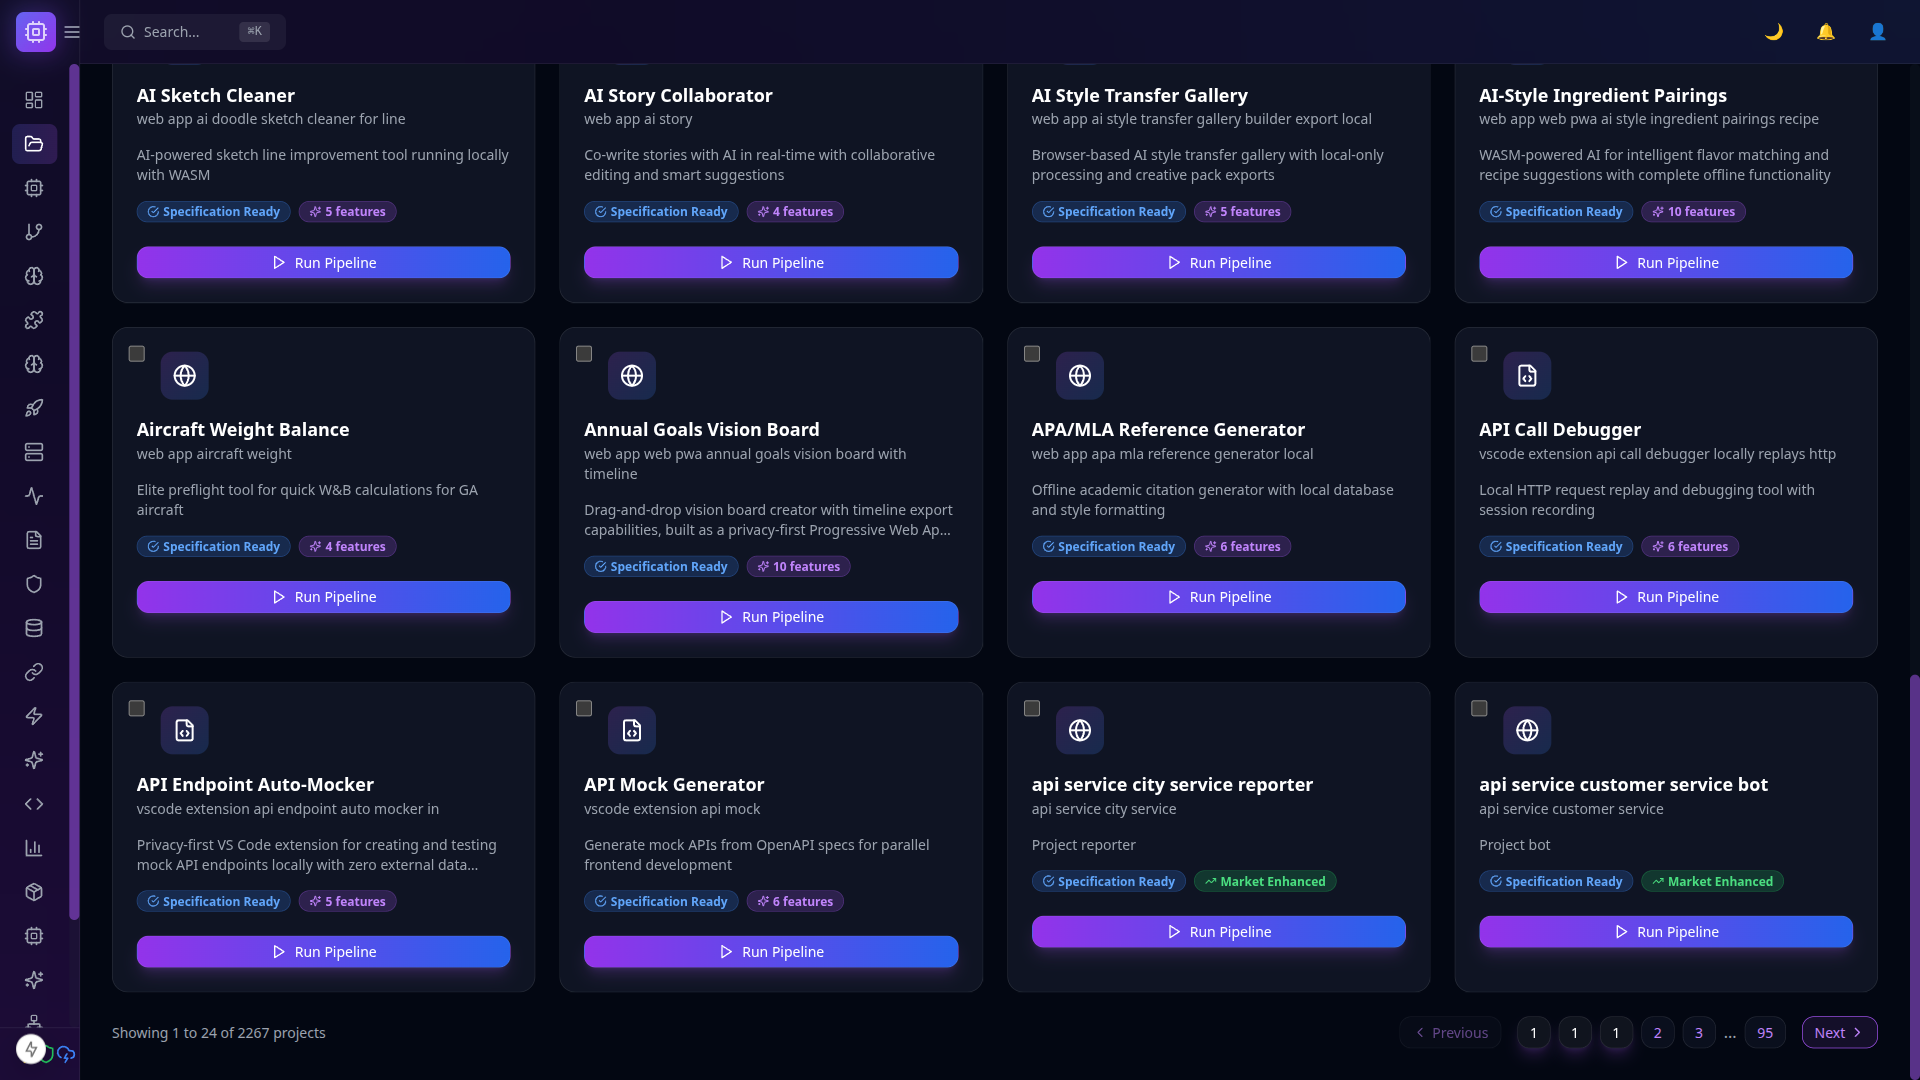 Search...
⌘K
AI Sketch Cleaner
web app ai doodle sketch cleaner for line
AI-powered sketch line improvement tool running locally
with WASM
Specification Ready
5 features
Run Pipeline
AI Story Collaborator
web app ai story
Co-write stories with AI in real-time with collaborative
editing and smart suggestions
Specification Ready
4 features
Run Pipeline
AI Style Transfer Gallery
web app ai style transfer gallery builder export local
Browser-based AI style transfer gallery with local-only
processing and creative pack exports
Specification Ready
5 features
Run Pipeline
AI-Style Ingredient Pairings
web app web pwa ai style ingredient pairings recipe
WASM-powered AI for intelligent flavor matching and
recipe suggestions with complete offline functionality
Specification Ready
10 features
Run Pipeline
Aircraft Weight Balance
web app aircraft weight
Elite preflight tool for quick W&B calculations for GA
aircraft
Specification Ready
4 features
Run Pipeline
Annual Goals Vision Board
web app web pwa annual goals vision board with
timeline
Drag-and-drop vision board creator with timeline export
capabilities, built as a privacy-first Progressive Web Ap...
Specification Ready
10 features
Run Pipeline
APA/MLA Reference Generator
web app apa mla reference generator local
Offline academic citation generator with local database
and style formatting
Specification Ready
6 features
Run Pipeline
API Call Debugger
vscode extension api call debugger locally replays http
Local HTTP request replay and debugging tool with
session recording
Specification Ready
6 features
Run Pipeline
API Endpoint Auto-Mocker
vscode extension api endpoint auto mocker in
Privacy-first VS Code extension for creating and testing
mock API endpoints locally with zero external data...
Specification Ready
5 features
Run Pipeline
API Mock Generator
vscode extension api mock
Generate mock APIs from OpenAPI specs for parallel
frontend development
Specification Ready
6 features
Run Pipeline
api service city service reporter
api service city service
Project reporter
Specification Ready
Market Enhanced
Run Pipeline
api service customer service bot
api service customer service
Project bot
Specification Ready
Market Enhanced
Run Pipeline
Showing 1 to 24 of 2267 projects
Previous 1 1 1 2 3 ... 95 Next